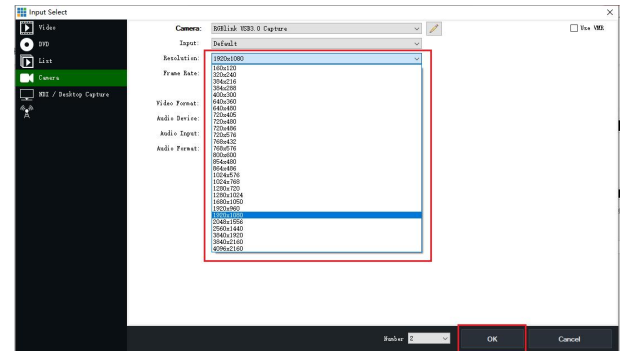 Input Select
Video
DVD
List
Camera
NDI / Desktop Capture
Camera:
RGBlink USB3.0 Capture
Use VMR
Input:
Default
Resolution:
1920x1080
Frame Rate:
Video Format:
Audio Device:
Audio Input:
Audio Format:
160x120
320x240
384x216
384x288
400x300
640x360
640x480
720x405
720x480
720x486
720x576
768x432
768x576
800x600
854x480
864x486
1024x576
1024x768
1280x720
1280x1024
1680x1050
1920x960
1920x1080
2048x1556
2560x1440
3840x1920
3840x2160
4096x2160
Number
2
OK
Cancel